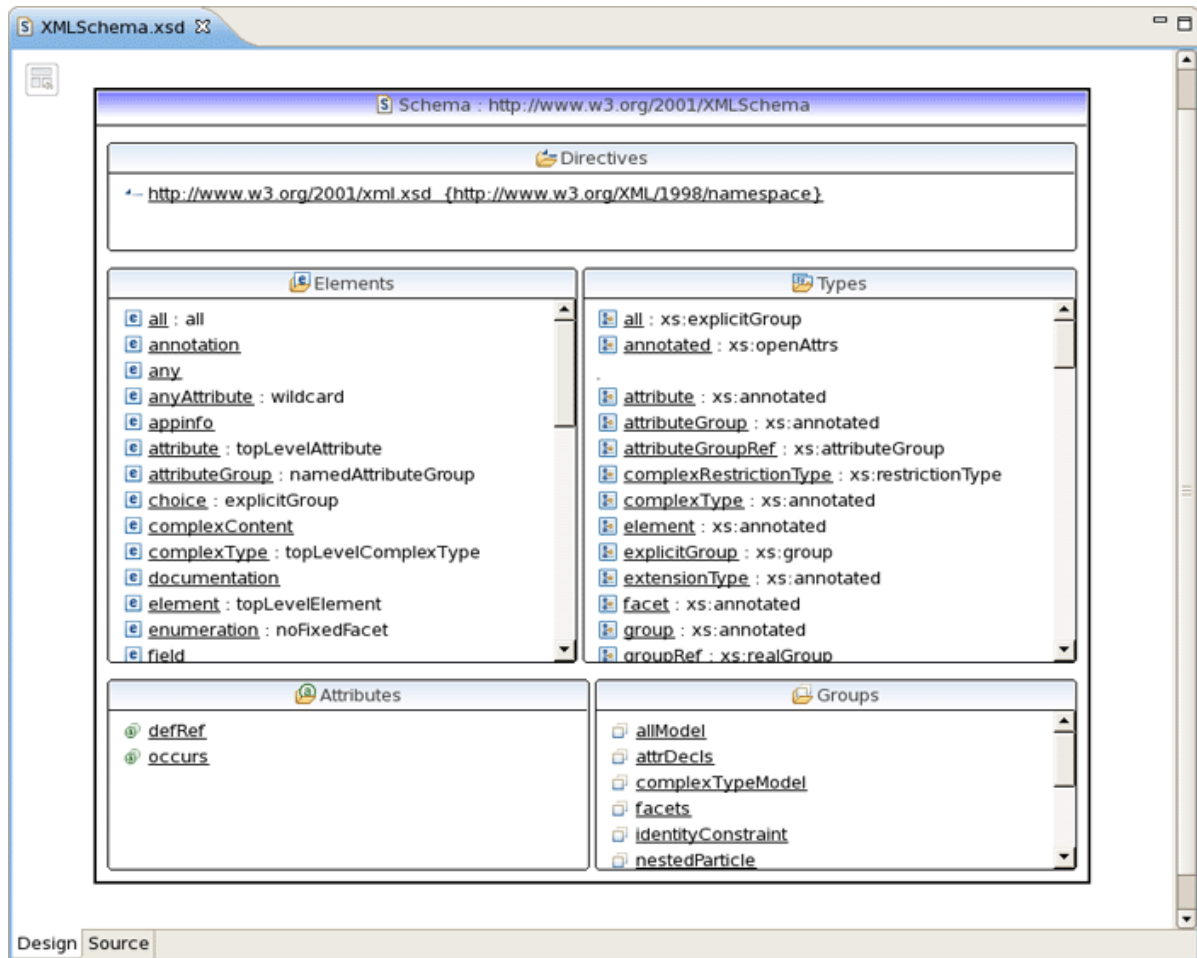 XMLSchema.xsd
Schema : http://www.w3.org/2001/XMLSchema
Directives
http://www.w3.org/2001/xml.xsd {http://www.w3.org/XML/1998/namespace}
Elements
all : all
annotation
any
anyAttribute : wildcard
appinfo
attribute : topLevelAttribute
attributeGroup : namedAttributeGroup
choice : explicitGroup
complexContent
complexType : topLevelComplexType
documentation
element : topLevelElement
enumeration : noFixedFacet
field
Types
all : xs:explicitGroup
annotated : xs:openAttrs
.
attribute : xs:annotated
attributeGroup : xs:annotated
attributeGroupRef : xs:attributeGroup
complexRestrictionType : xs:restrictionType
complexType : xs:annotated
element : xs:annotated
explicitGroup : xs:group
extensionType : xs:annotated
facet : xs:annotated
group : xs:annotated
groupRef : xs:realGroup
Attributes
defRef
occurs
Groups
allModel
attrDecls
complexTypeModel
facets
identityConstraint
nestedParticle
Design Source